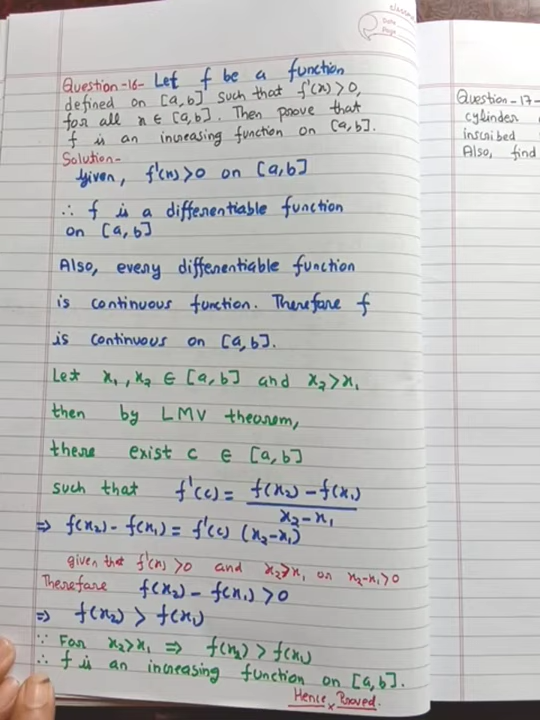 classmate
Date
Page
Question-16- Let f be a function
defined on [a,b] such that f'(x) > 0,
for all x ∈ [a,b]. Then prove that
f is an increasing function on [a,b].
Solution-
Given, f'(x) > 0 on [a,b]
∴ f is a differentiable function
on [a,b]
Also, every differentiable function
is continuous function. Therefore f
is continuous on [a,b].
Let x₁, x₂ ∈ [a,b] and x₂ > x₁
then by LMV theorem,
there exist c ∈ [a,b]
such that f'(c) = f(x₂) - f(x₁) / x₂ - x₁
⇒ f(x₂) - f(x₁) = f'(c) (x₂-x₁)
given that f'(x) > 0 and x₂ > x₁ or x₂-x₁ > 0
Therefore f(x₂) - f(x₁) > 0
⇒ f(x₂) > f(x₁)
∵ For x₂ > x₁ ⇒ f(x₂) > f(x₁)
∴ f is an increasing function on [a,b].
Hence Proved.
Question-17-
cylinder
inscribed
Also, find